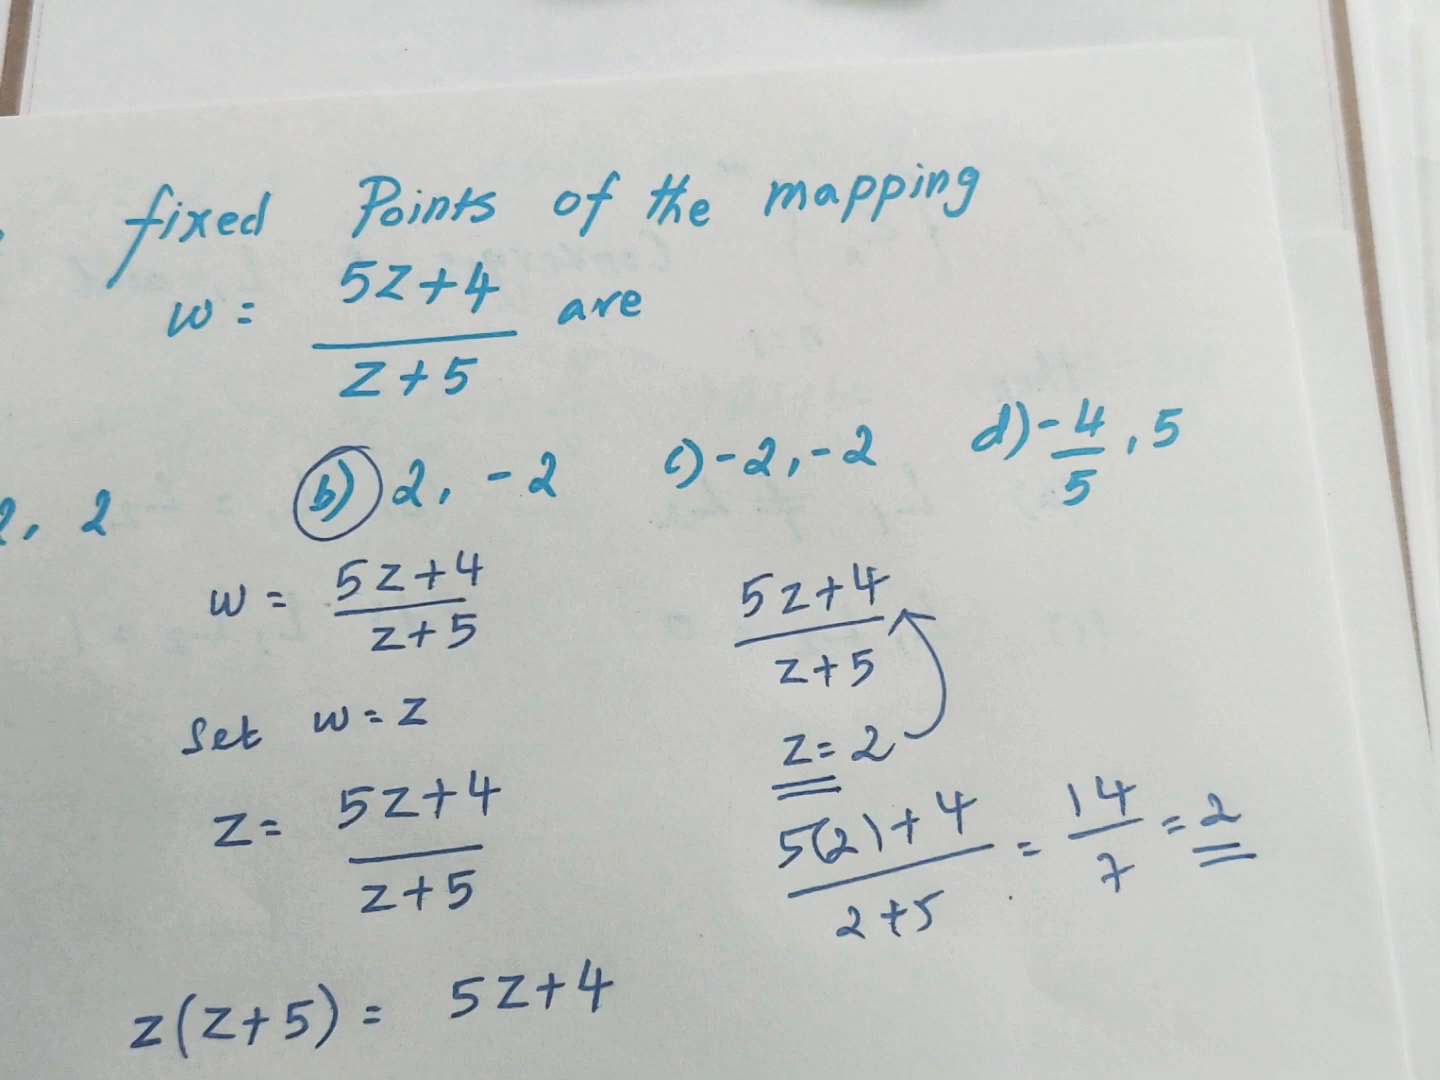 fixed Points of the mapping
w = 5z+4 / z+5 are
2, 2 b) 2, -2 c) -2, -2 d) -4/5, 5
w = 5z+4 / z+5
Set w = z
z = 5z+4 / z+5
z(z+5) = 5z+4
5z+4 / z+5
z = 2
5(2)+4 / 2+5 = 14/7 = 2